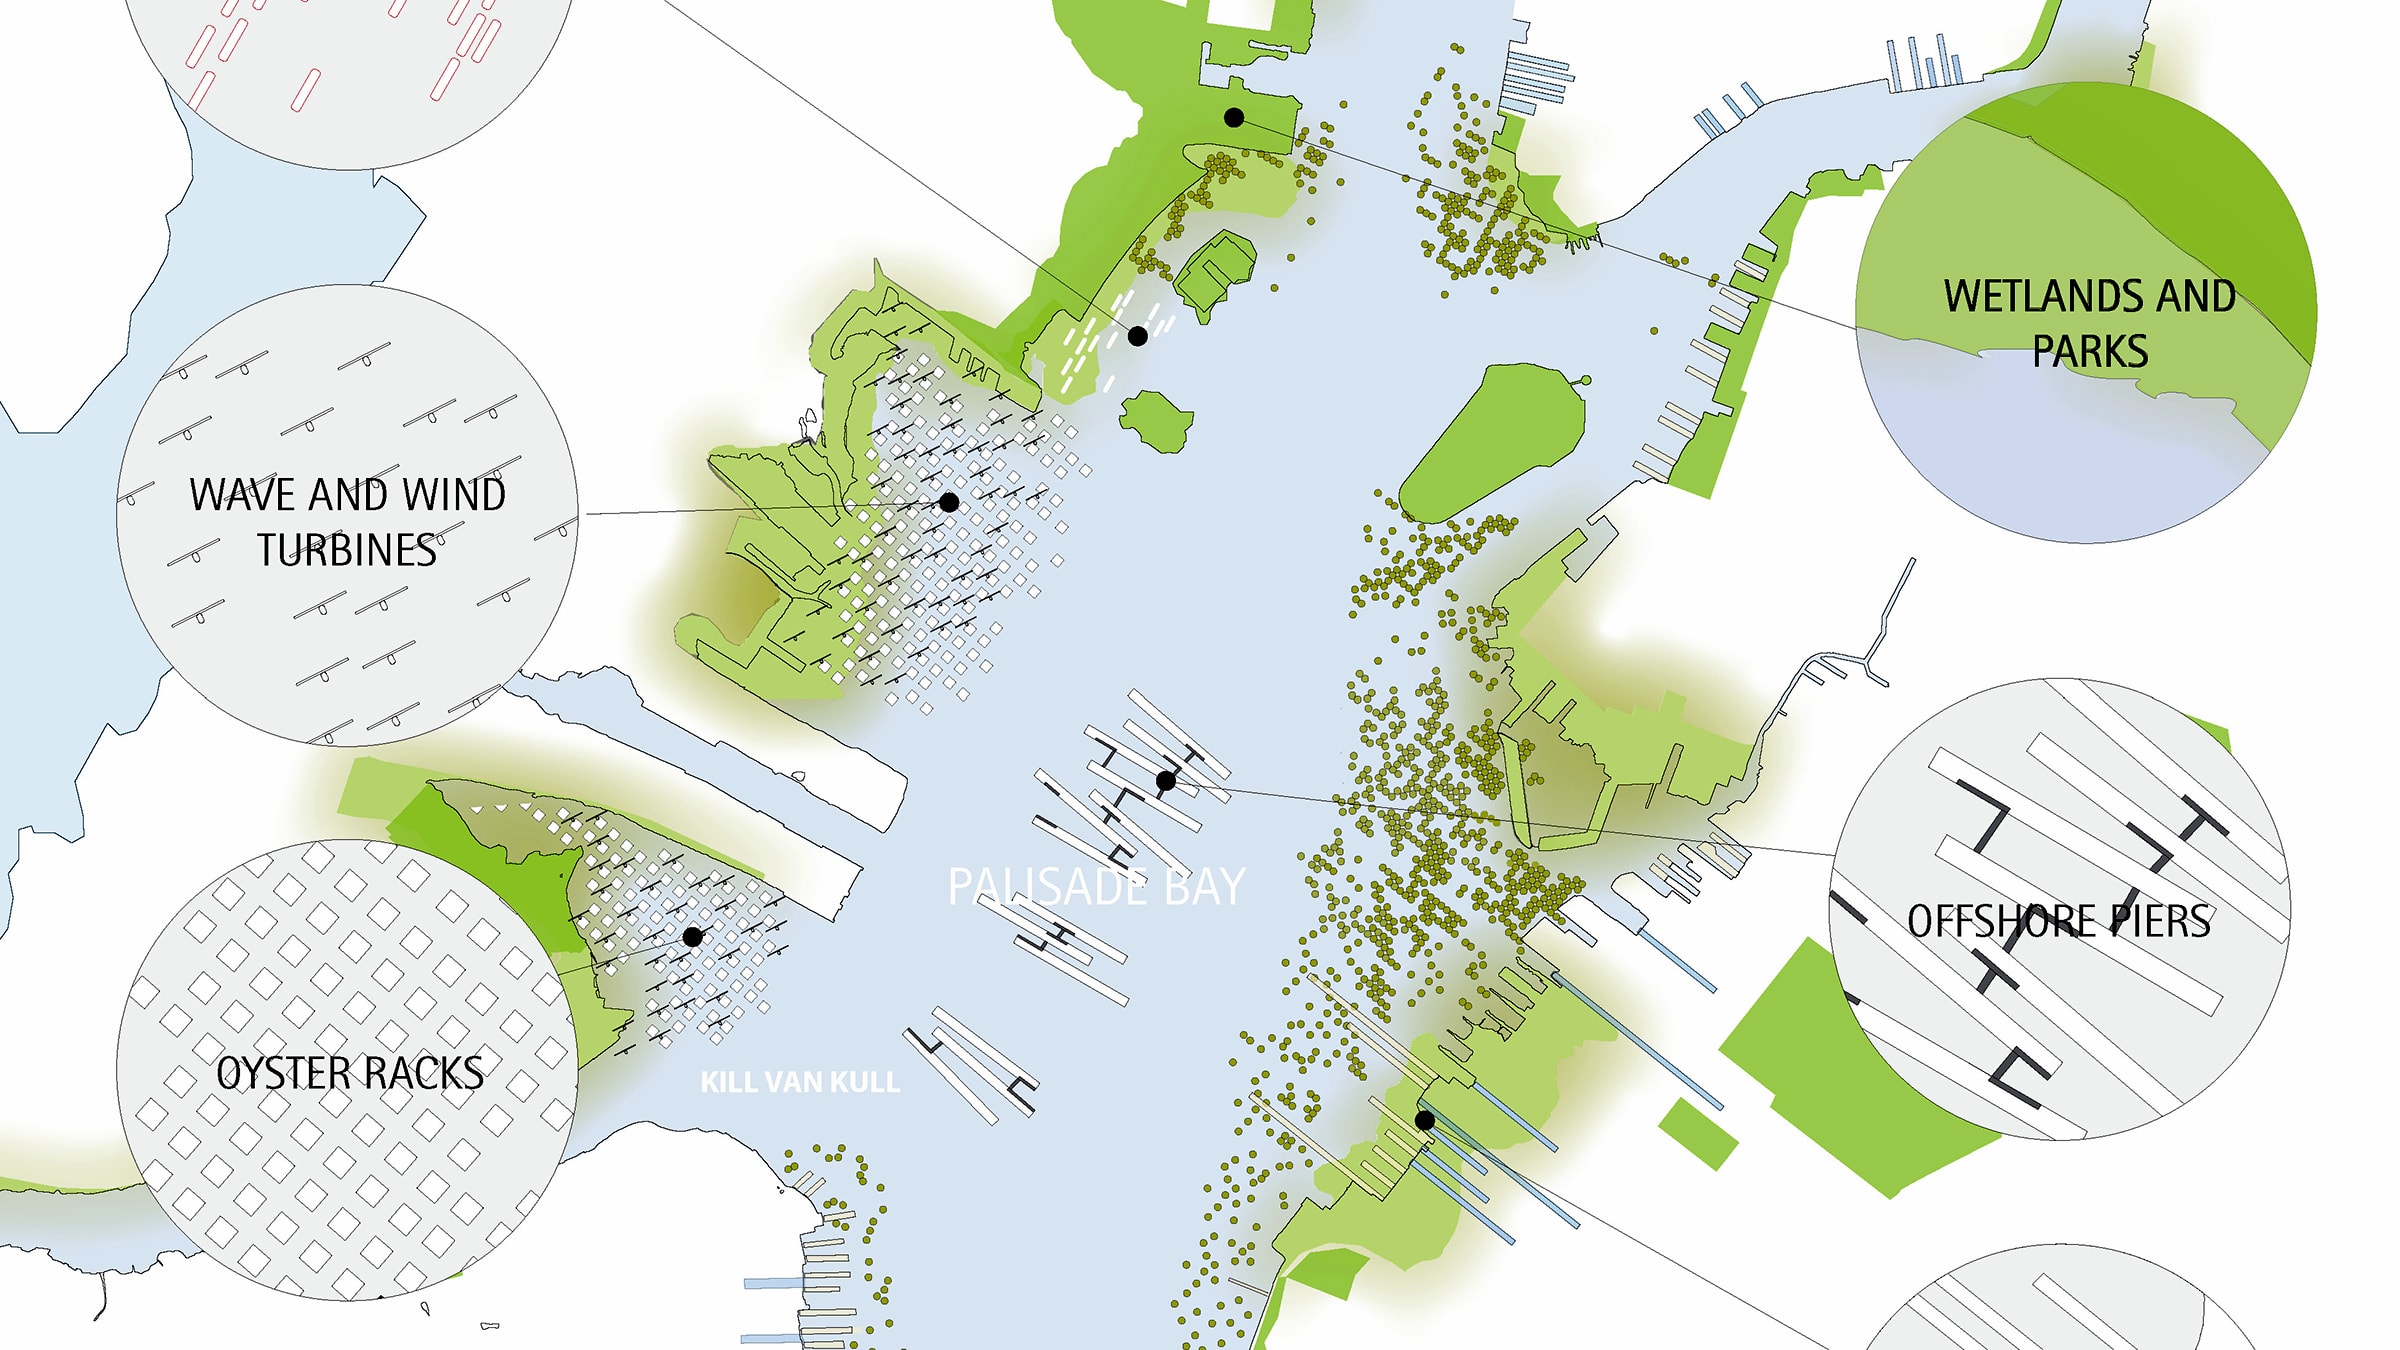 WETLANDS AND
PARKS
WAVE AND WIND
TURBINES
PALISADE BAY
OFFSHORE PIERS
OYSTER RACKS
KILL VAN KULL